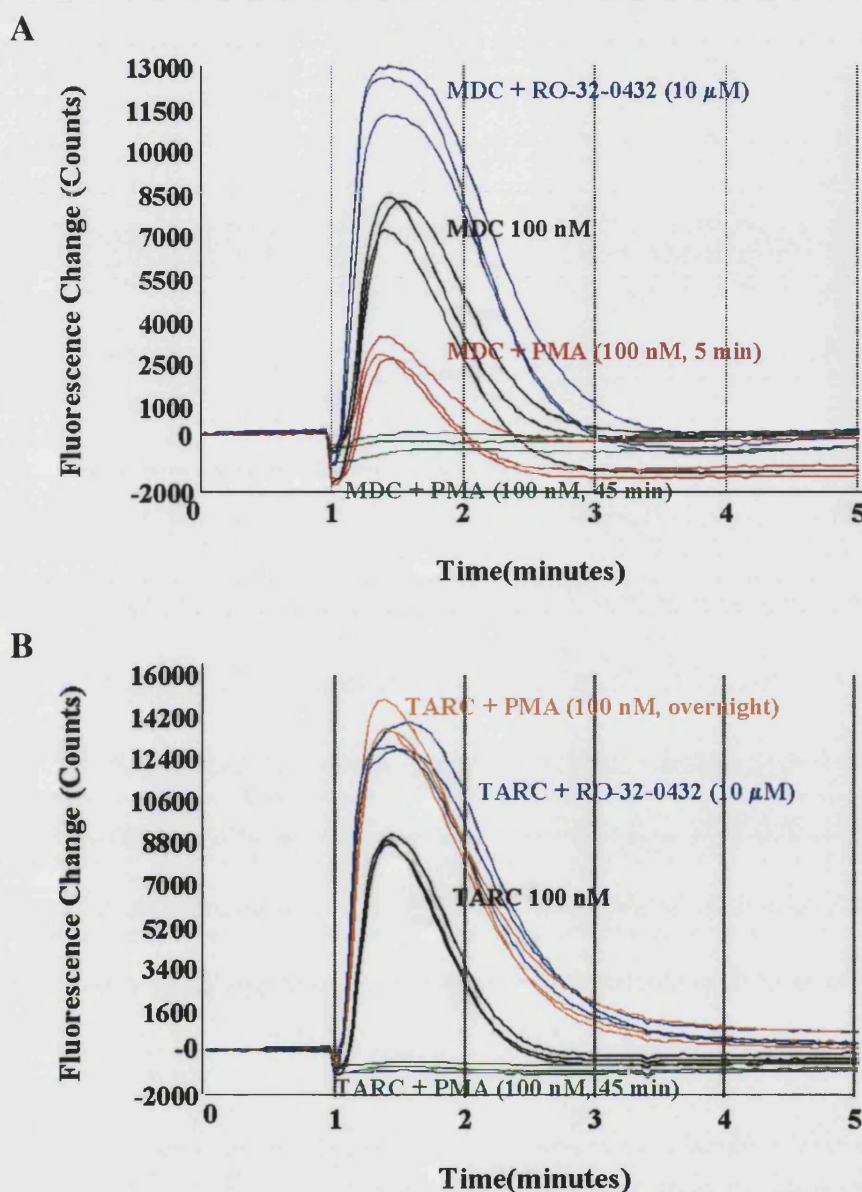 A
13000
11500
10000
8500
7000
5500
4000
2500
1000
0
-2000
Fluorescence Change (Counts)
MDC + RO-32-0432 (10 µM)
MDC 100 nM
MDC + PMA (100 nM, 5 min)
MDC + PMA (100 nM, 45 min)
0 1 2 3 4 5
Time(minutes)
B
16000
14200
12400
10600
8800
7000
5200
3400
1600
-0
-2000
Fluorescence Change (Counts)
TARC + PMA (100 nM, overnight)
TARC + RO-32-0432 (10 µM)
TARC 100 nM
TARC + PMA (100 nM, 45 min)
0 1 2 3 4 5
Time(minutes)